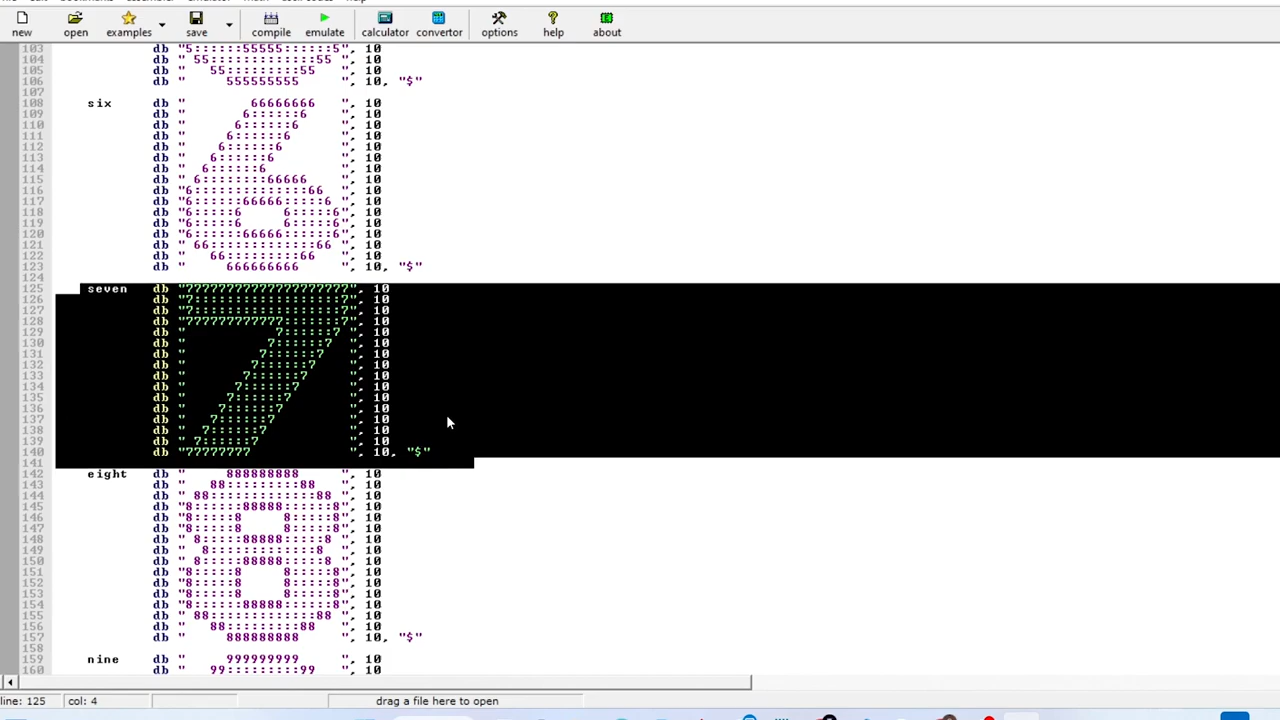 new open examples save compile emulate calculator convertor options help about
103 db "5::::::55555::::::5", 10
104 db " 55:::::::::::::55 ", 10
105 db "   55:::::::::55   ", 10
106 db "     555555555     ", 10, "$"
107
108 six db "        66666666   ", 10
109 db "       6::::::6    ", 10
110 db "      6::::::6     ", 10
111 db "     6::::::6      ", 10
112 db "    6::::::6       ", 10
113 db "   6::::::6        ", 10
114 db "  6::::::6         ", 10
115 db " 6::::::::66666    ", 10
116 db "6::::::::::::::66  ", 10
117 db "6::::::66666:::::6 ", 10
118 db "6:::::6     6:::::6", 10
119 db "6:::::6     6:::::6", 10
120 db "6::::::66666::::::6", 10
121 db " 66:::::::::::::66 ", 10
122 db "   66:::::::::66   ", 10
123 db "     666666666     ", 10, "$"
124
125 seven db "77777777777777777777", 10
126 db "7::::::::::::::::::7", 10
127 db "7::::::::::::::::::7", 10
128 db "777777777777:::::::7", 10
129 db "           7::::::7 ", 10
130 db "          7::::::7  ", 10
131 db "         7::::::7   ", 10
132 db "        7::::::7    ", 10
133 db "       7::::::7     ", 10
134 db "      7::::::7      ", 10
135 db "     7::::::7       ", 10
136 db "    7::::::7        ", 10
137 db "   7::::::7         ", 10
138 db "  7::::::7          ", 10
139 db " 7::::::7           ", 10
140 db "77777777            ", 10, "$"
141
142 eight db "     888888888     ", 10
143 db "   88:::::::::88   ", 10
144 db " 88:::::::::::::88 ", 10
145 db "8::::::88888::::::8", 10
146 db "8:::::8     8:::::8", 10
147 db "8:::::8     8:::::8", 10
148 db " 8:::::88888:::::8 ", 10
149 db "  8:::::::::::::8  ", 10
150 db " 8:::::88888:::::8 ", 10
151 db "8:::::8     8:::::8", 10
152 db "8:::::8     8:::::8", 10
153 db "8:::::8     8:::::8", 10
154 db "8::::::88888::::::8", 10
155 db " 88:::::::::::::88 ", 10
156 db "   88:::::::::88   ", 10
157 db "     888888888     ", 10, "$"
158
159 nine db "     999999999     ", 10
160 db "   99:::::::::99   ", 10
line: 125 col: 4 drag a file here to open